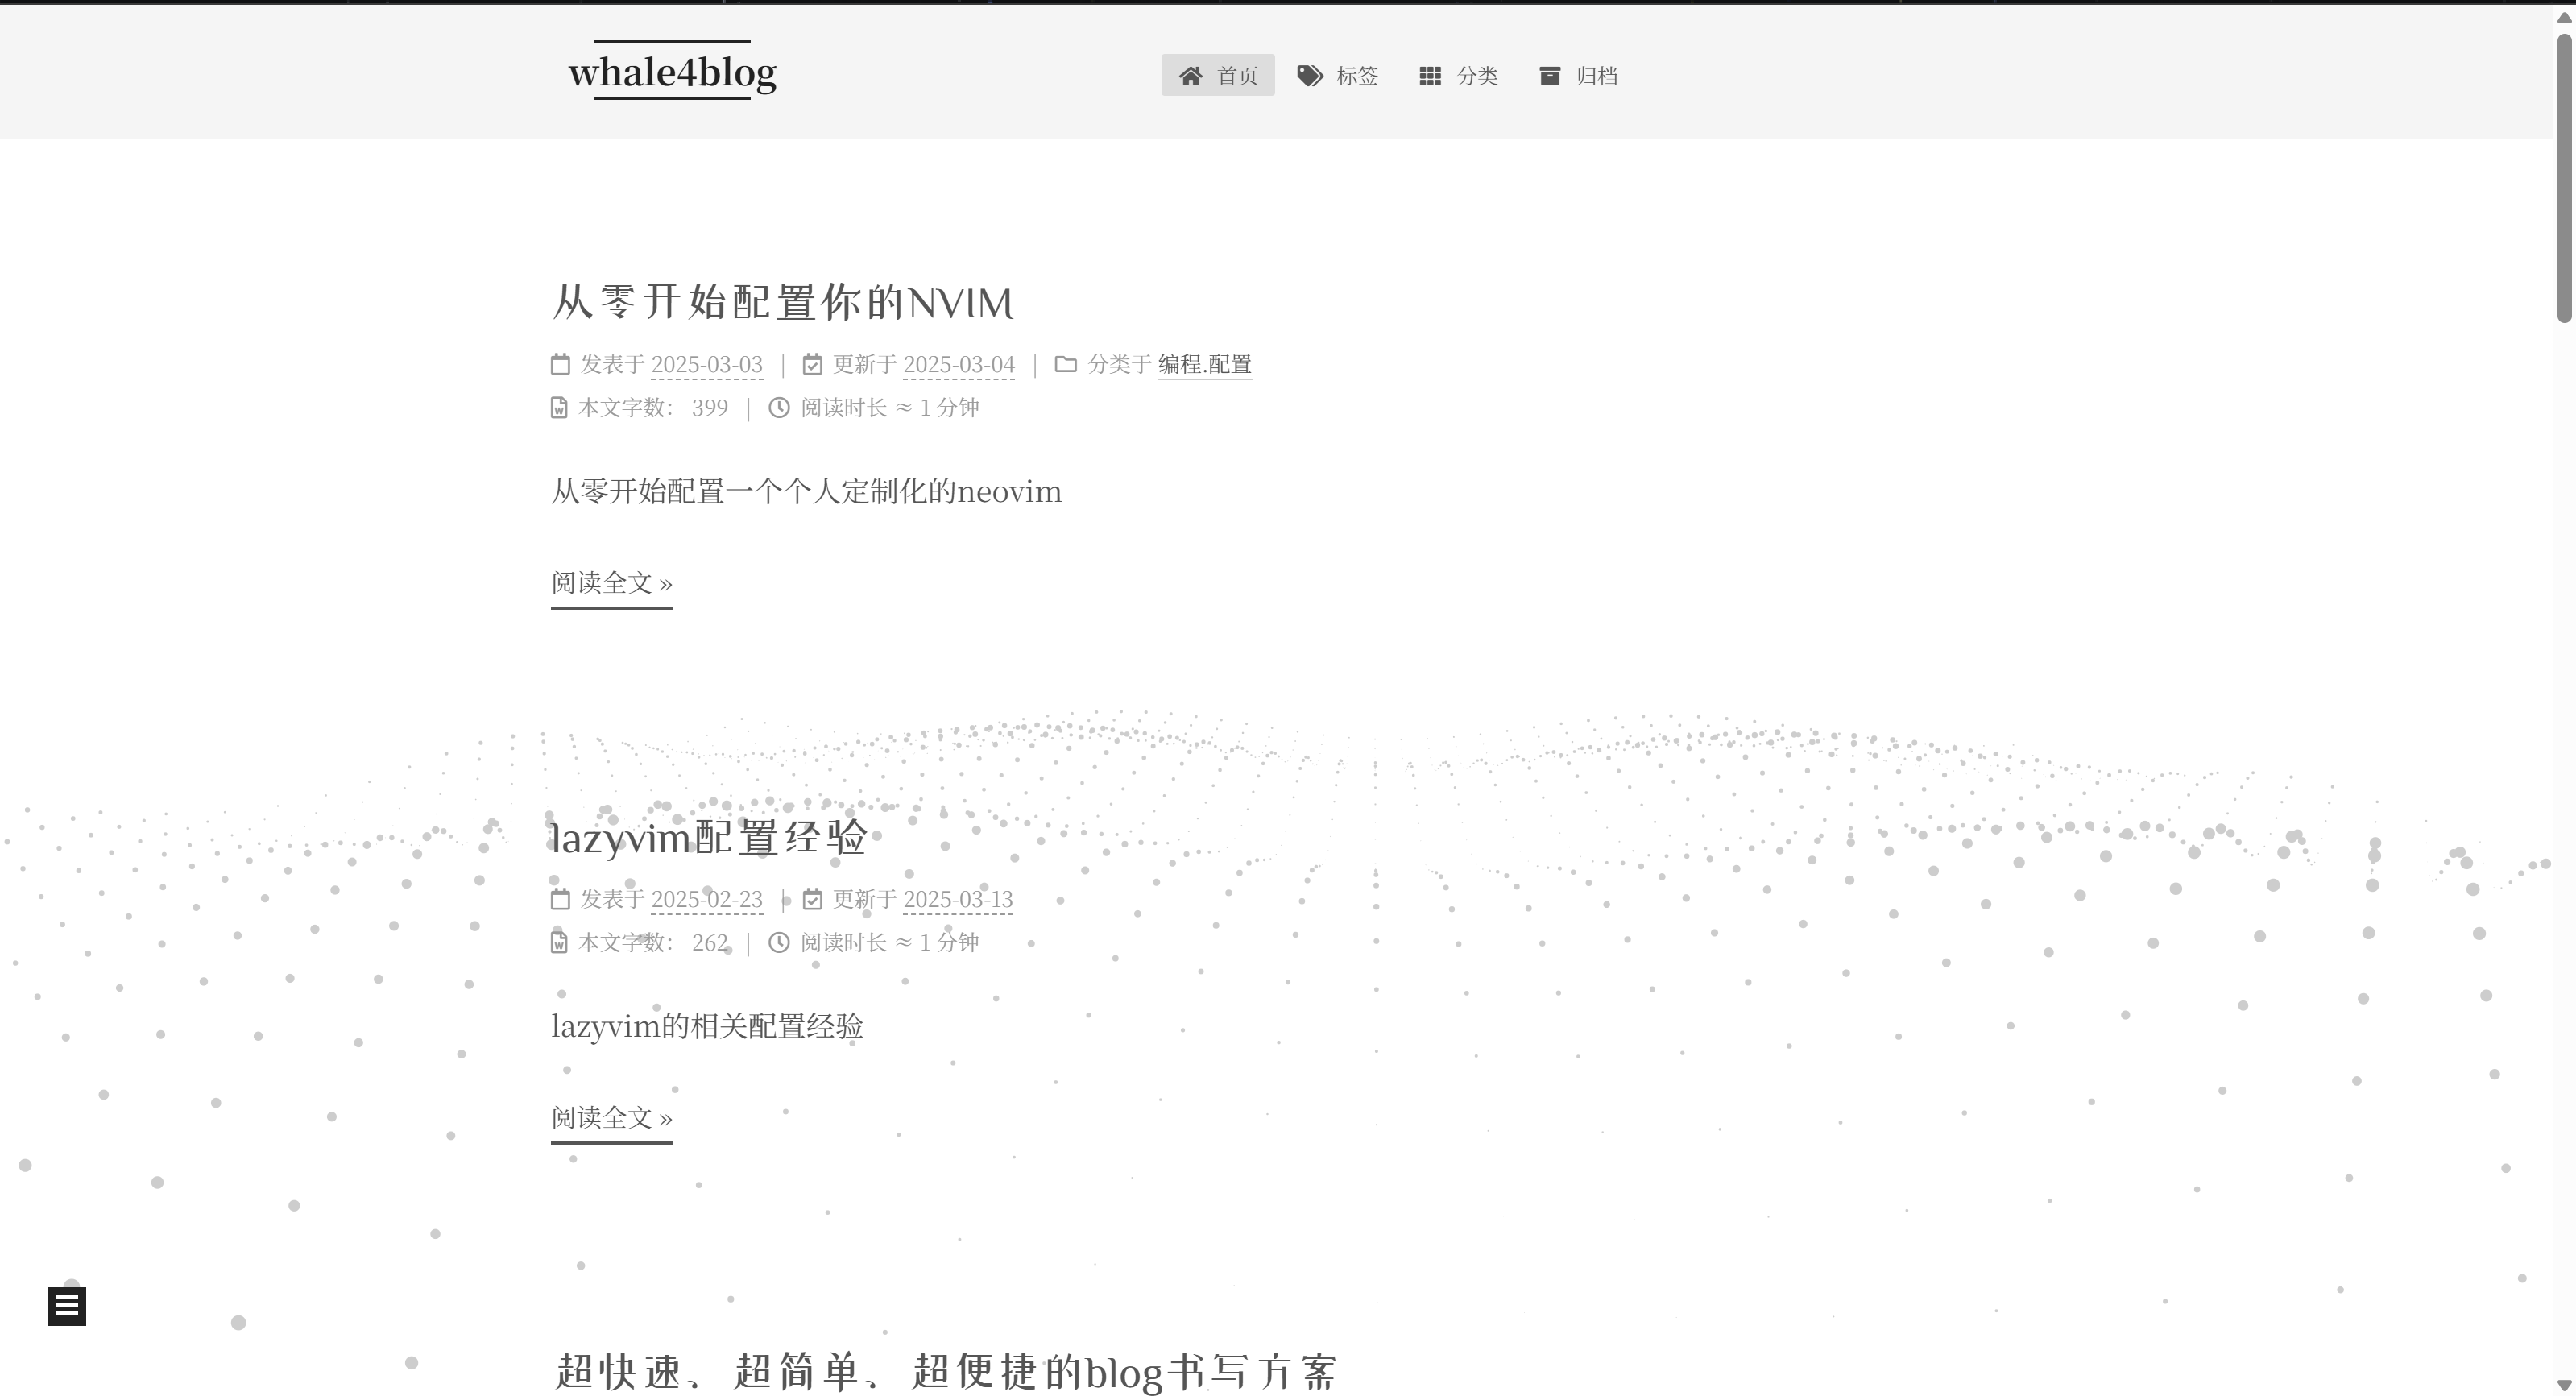 whale4blog
首页 标签 分类 归档
从零开始配置你的NVIM
发表于 2025-03-03 | 更新于 2025-03-04 | 分类于 编程.配置
本文字数： 399 | 阅读时长 ≈ 1 分钟
从零开始配置一个个人定制化的neovim
阅读全文 »
lazyvim配置经验
发表于 2025-02-23 | 更新于 2025-03-13
本文字数： 262 | 阅读时长 ≈ 1 分钟
lazyvim的相关配置经验
阅读全文 »
超快速、超简单、超便捷的blog书写方案